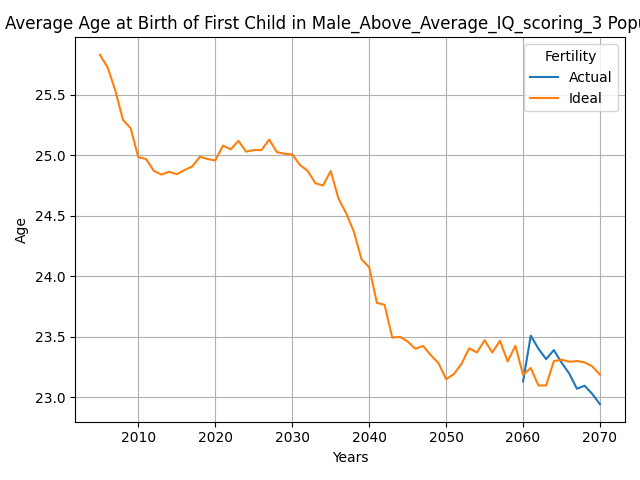 Average Age at Birth of First Child in Male_Above_Average_IQ_scoring_3 Popu
Fertility
Actual
Ideal
25.5
25.0
24.5
24.0
23.5
23.0
Age
2010 2020 2030 2040 2050 2060 2070
Years